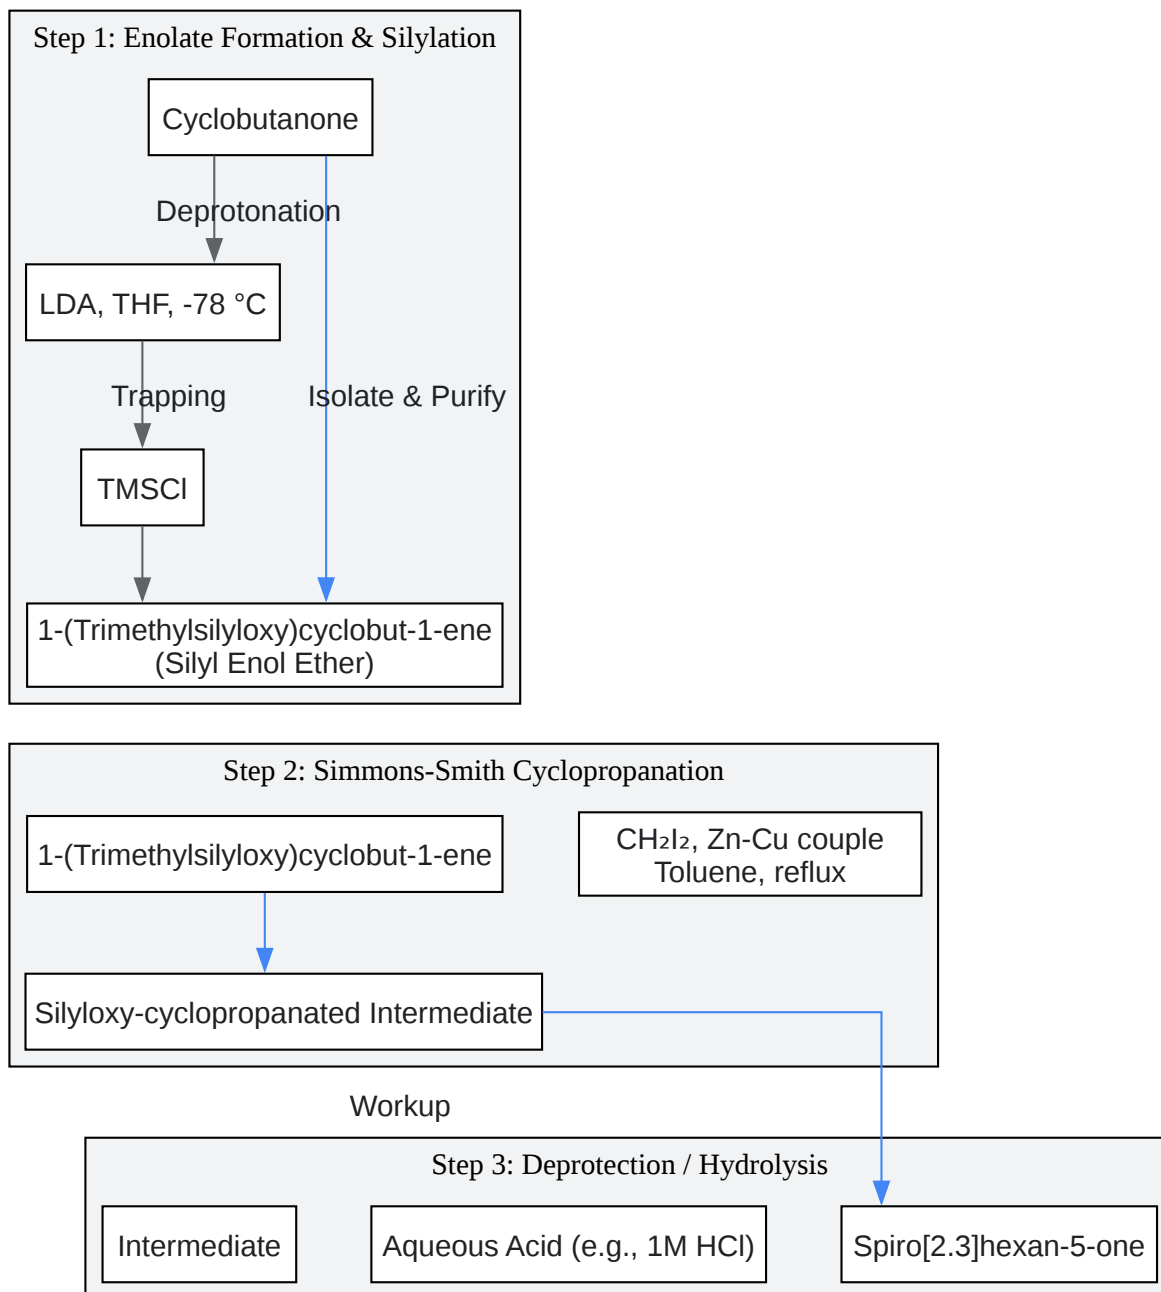 Step 1: Enolate Formation & Silylation
Cyclobutanone
Deprotonation
LDA, THF, -78 °C
Trapping
Isolate & Purify
TMSCl
1-(Trimethylsilyloxy)cyclobut-1-ene
(Silyl Enol Ether)
Step 2: Simmons-Smith Cyclopropanation
1-(Trimethylsilyloxy)cyclobut-1-ene
CH₂I₂, Zn-Cu couple
Toluene, reflux
Silyloxy-cyclopropanated Intermediate
Workup
Step 3: Deprotection / Hydrolysis
Intermediate
Aqueous Acid (e.g., 1M HCl)
Spiro[2.3]hexan-5-one